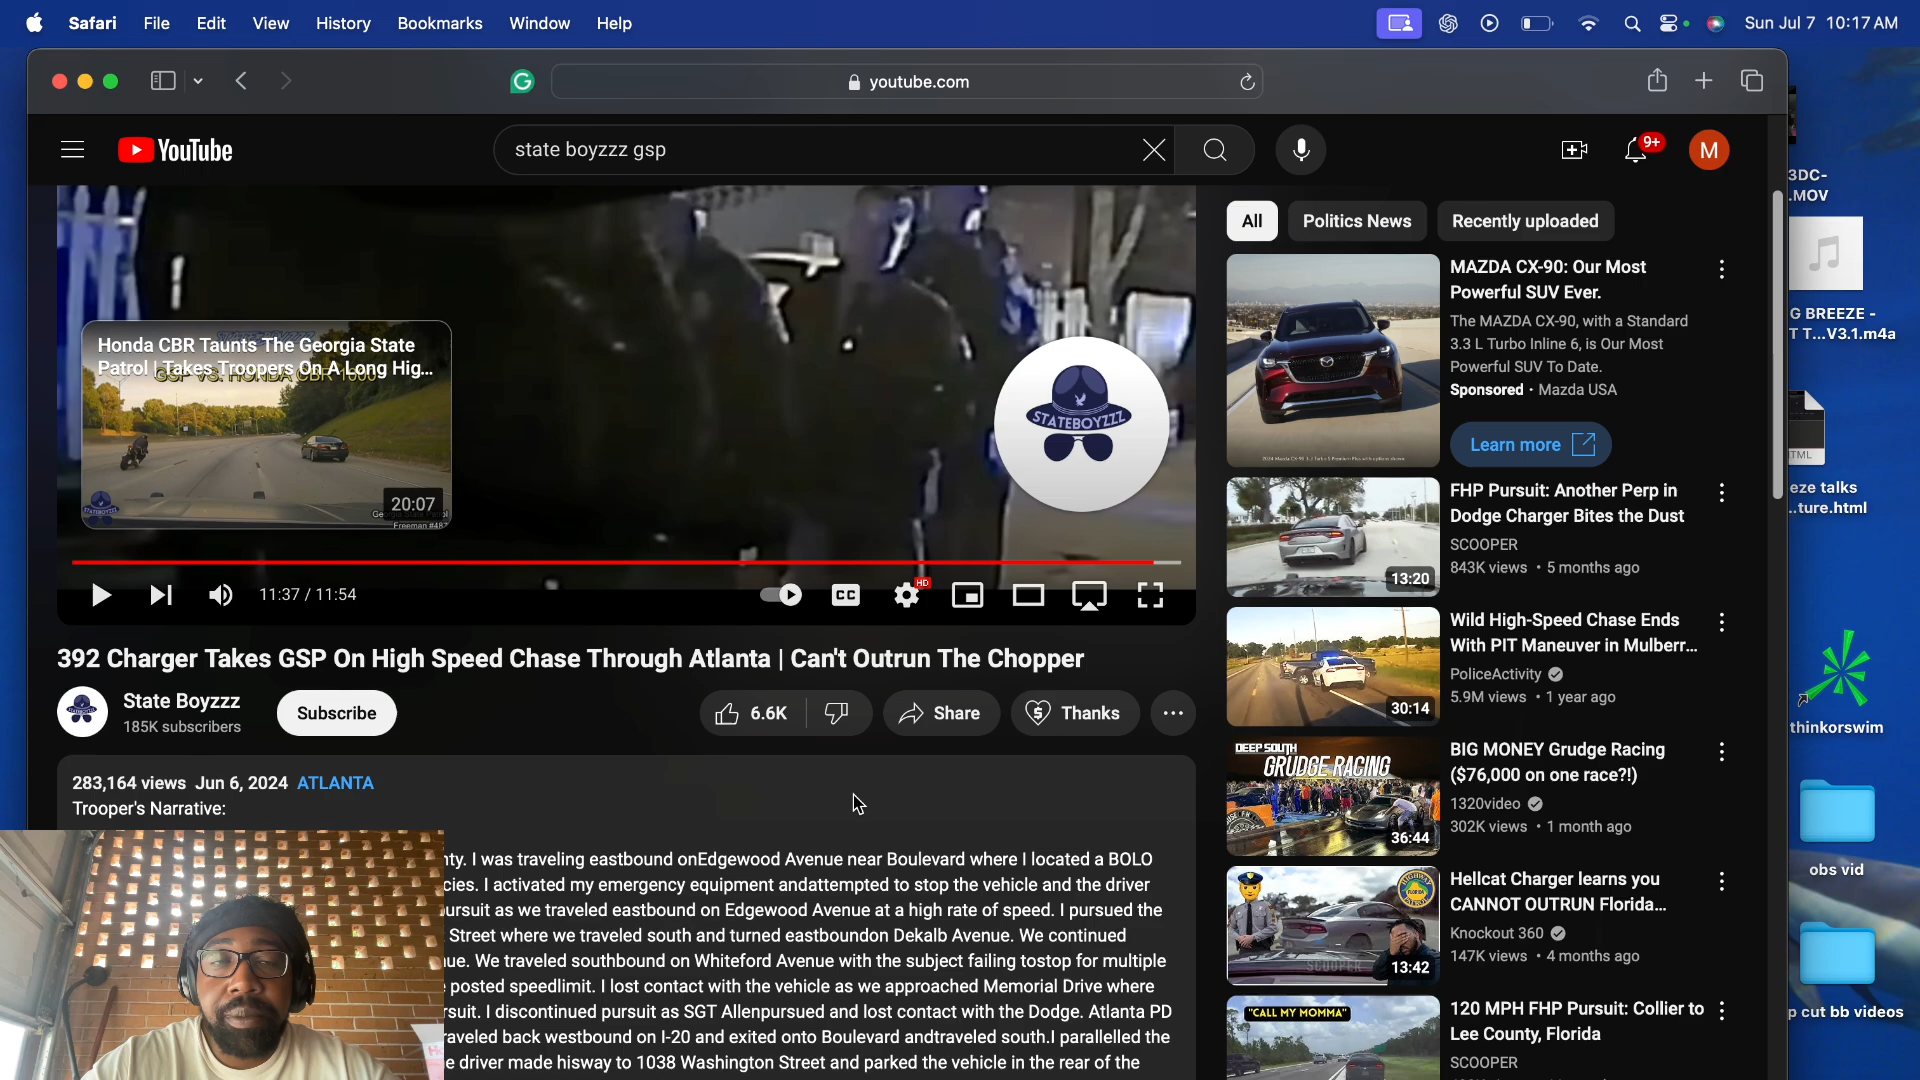 Safari File Edit View History Bookmarks Window Help
Sun Jul 7 10:17 AM
youtube.com
YouTube
state boyzzz gsp
9+
M
All
Politics News
Recently uploaded
Honda CBR Taunts The Georgia State
Patrol | Takes Troopers On A Long Hig...
GSP VS. HONDA CBR 1000
20:07
Freeman #487
STATEBOYZZZ
11:37 / 11:54
CC
HD
392 Charger Takes GSP On High Speed Chase Through Atlanta | Can't Outrun The Chopper
State Boyzzz
185K subscribers
Subscribe
6.6K
Share
Thanks
283,164 views Jun 6, 2024 ATLANTA
Trooper's Narrative:
I was traveling eastbound onEdgewood Avenue near Boulevard where I located a BOLO
I activated my emergency equipment andattempted to stop the vehicle and the driver
as we traveled eastbound on Edgewood Avenue at a high rate of speed. I pursued the
Street where we traveled south and turned eastboundon Dekalb Avenue. We continued
We traveled southbound on Whiteford Avenue with the subject failing tostop for multiple
posted speedlimit. I lost contact with the vehicle as we approached Memorial Drive where
rsuit. I discontinued pursuit as SGT Allenpursued and lost contact with the Dodge. Atlanta PD
raveled back westbound on I-20 and exited onto Boulevard andtraveled south.I parallelled the
e driver made hisway to 1038 Washington Street and parked the vehicle in the rear of the
MAZDA CX-90: Our Most
Powerful SUV Ever.
The MAZDA CX-90, with a Standard
3.3 L Turbo Inline 6, is Our Most
Powerful SUV To Date.
Sponsored · Mazda USA
Learn more
FHP Pursuit: Another Perp in
Dodge Charger Bites the Dust
SCOOPER
843K views • 5 months ago
13:20
Wild High-Speed Chase Ends
With PIT Maneuver in Mulberr...
PoliceActivity
5.9M views • 1 year ago
30:14
DEEP SOUTH
GRUDGE RACING
36:44
BIG MONEY Grudge Racing
($76,000 on one race?!)
1320video
302K views • 1 month ago
Hellcat Charger learns you
CANNOT OUTRUN Florida...
Knockout 360
147K views • 4 months ago
SCOOPER
13:42
"CALL MY MOMMA"
120 MPH FHP Pursuit: Collier to
Lee County, Florida
SCOOPER
3DC-
.MOV
G BREEZE -
T T...V3.1.m4a
HTML
eze talks
...ture.html
thinkorswim
obs vid
p cut bb videos